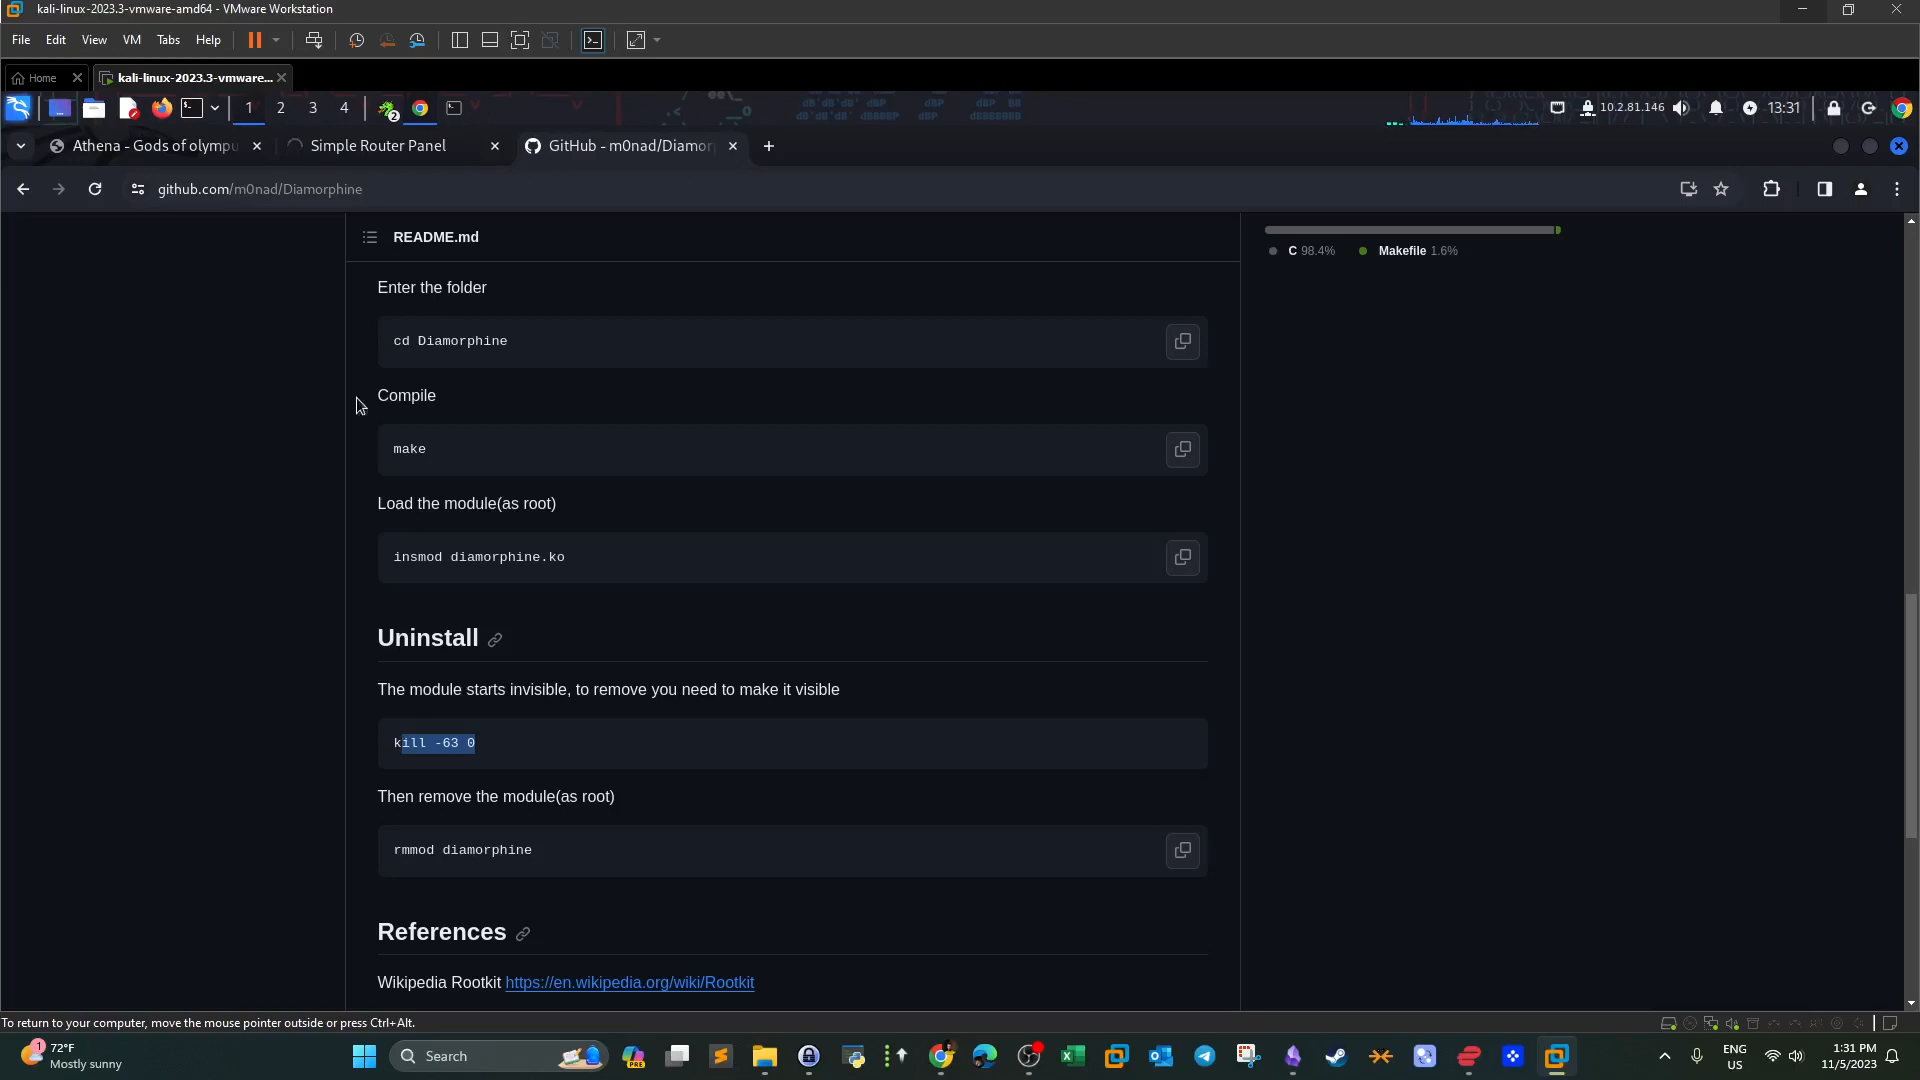 kali-linux-2023.3-vmware-amd64 - VMware Workstation
File Edit View VM Tabs Help
Home kali-linux-2023.3-vmware...
1 2 3 4 2 10.2.81.146 13:31
Athena - Gods of olympu Simple Router Panel GitHub - m0nad/Diamorp
github.com/m0nad/Diamorphine
README.md
C 98.4% Makefile 1.6%
Enter the folder
cd Diamorphine
Compile
make
Load the module(as root)
insmod diamorphine.ko
Uninstall
The module starts invisible, to remove you need to make it visible
kill -63 0
Then remove the module(as root)
rmmod diamorphine
References
Wikipedia Rootkit https://en.wikipedia.org/wiki/Rootkit
To return to your computer, move the mouse pointer outside or press Ctrl+Alt.
1 72°F
Mostly sunny
Search
PRE
ENG
US
1:31 PM
11/5/2023